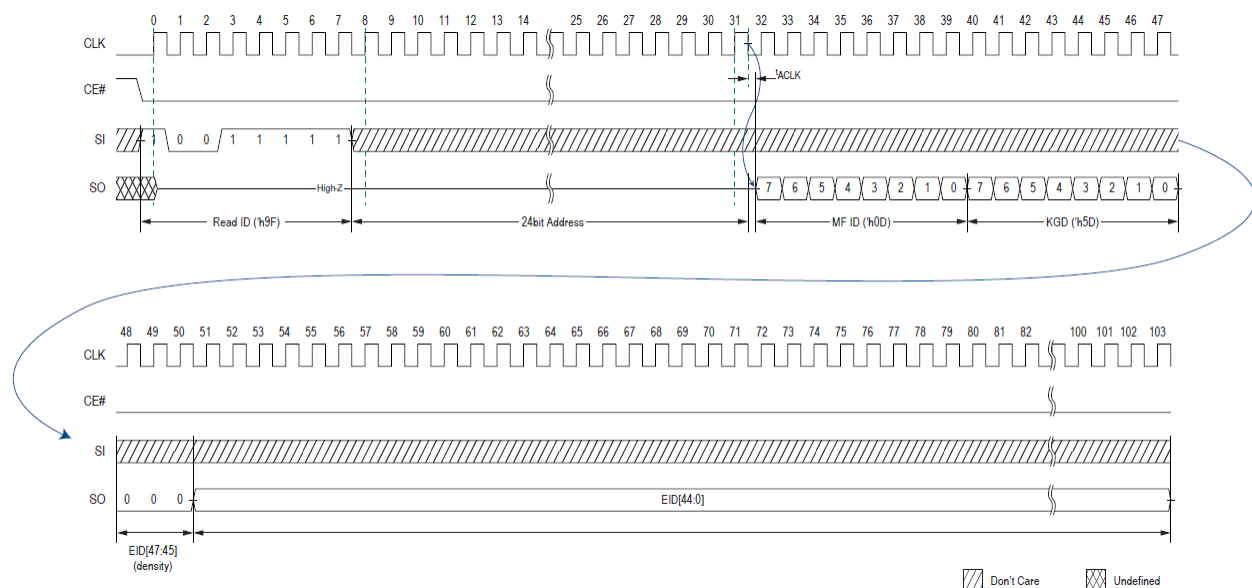 0 1 2 3 4 5 6 7 8 9 10 11 12 13 14 25 26 27 28 29 30 31 32 33 34 35 36 37 38 39 40 41 42 43 44 45 46 47
CLK
tACLK
CE#
SI 1 0 0 1 1 1 1 1
SO High-Z 7 6 5 4 3 2 1 0 7 6 5 4 3 2 1 0
Read ID ('h9F) 24bit Address MF ID ('h0D) KGD ('h5D)
48 49 50 51 52 53 54 55 56 57 58 59 60 61 62 63 64 65 66 67 68 69 70 71 72 73 74 75 76 77 78 79 80 81 82 100 101 102 103
CLK
CE#
SI
SO 0 0 0 EID[44:0]
EID[47:45]
(density)
Don't Care Undefined